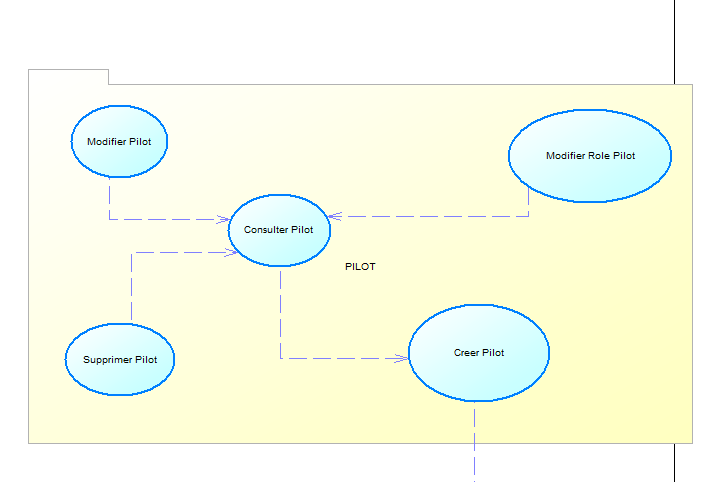 Modifier Pilot
Modifier Role Pilot
Consulter Pilot
PILOT
Supprimer Pilot
Creer Pilot